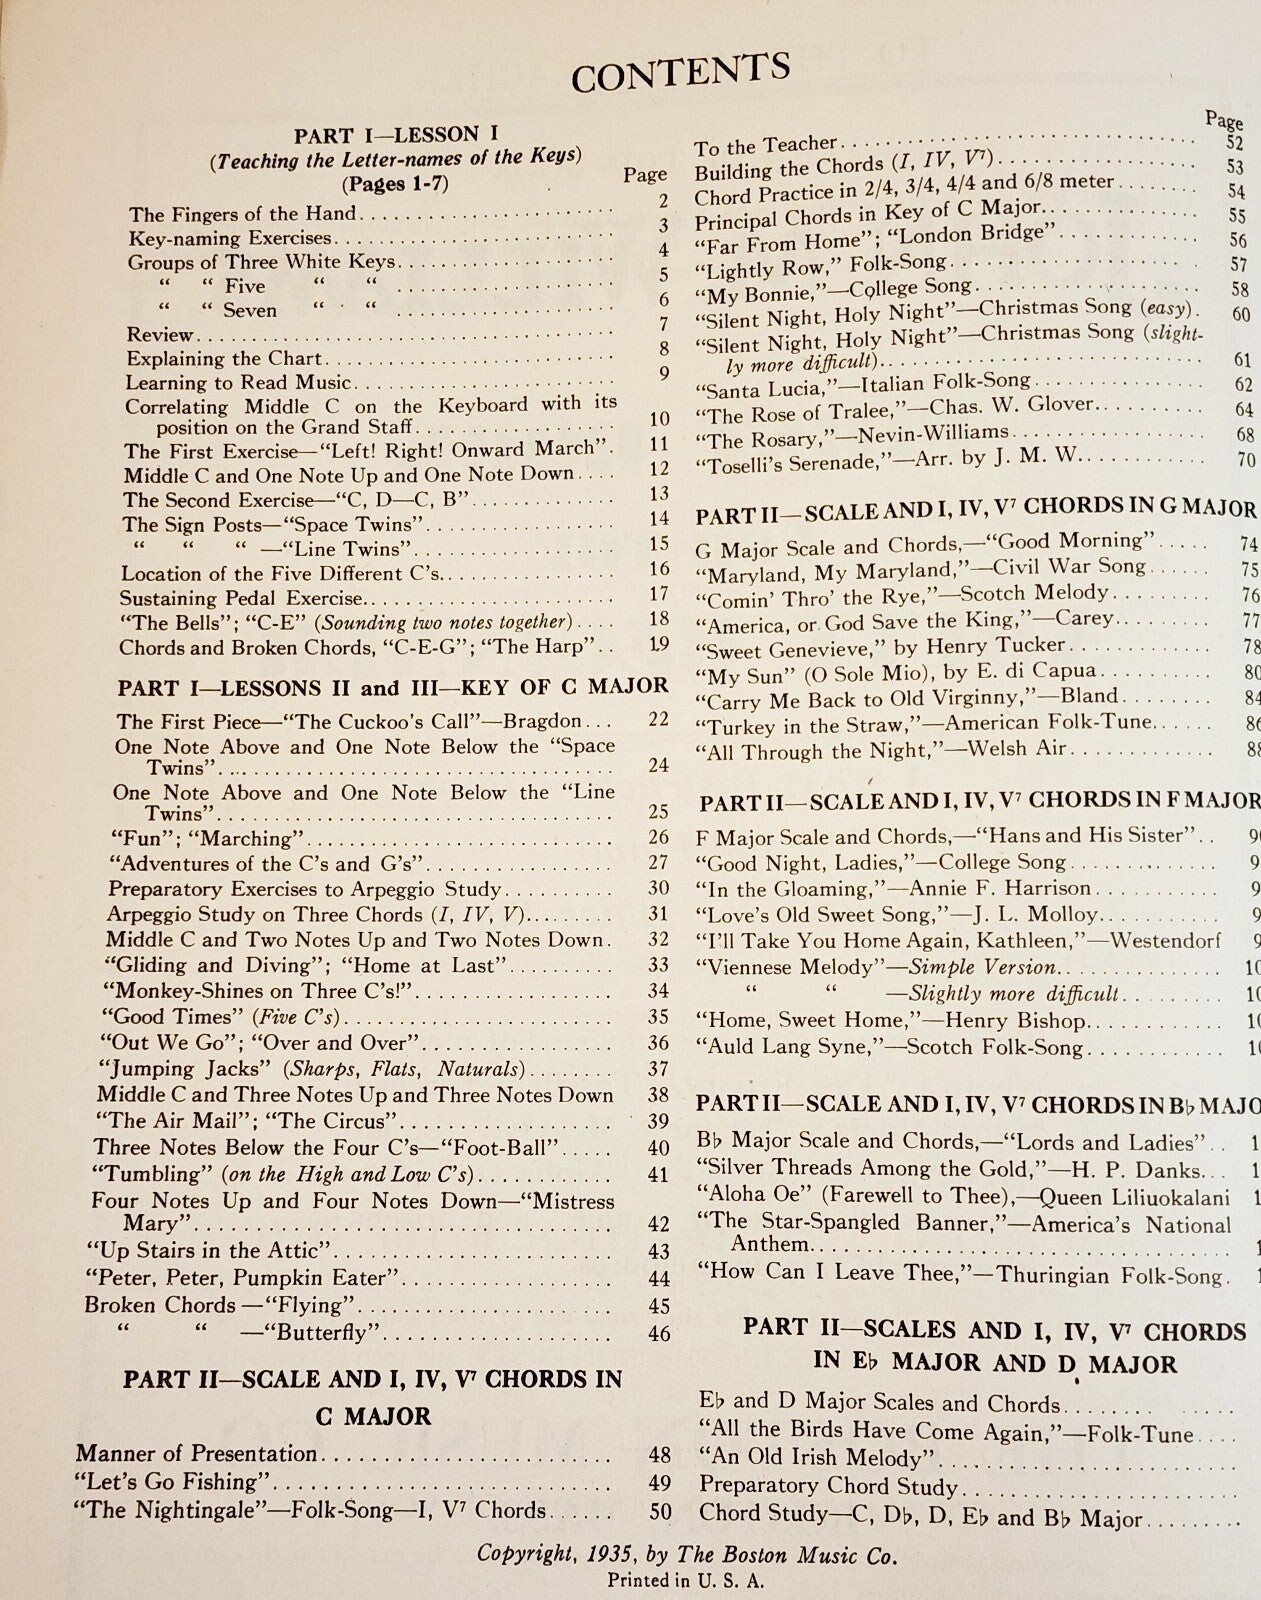 CONTENTS
PART I—LESSON I
(Teaching the Letter-names of the Keys)
(Pages 1-7)
Page
The Fingers of the Hand 2
Key-naming Exercises 3
Groups of Three White Keys 4
“ “ Five “ “ 5
“ “ Seven “ “ 6
Review 7
Explaining the Chart 8
Learning to Read Music 9
Correlating Middle C on the Keyboard with its
position on the Grand Staff 10
The First Exercise—“Left! Right! Onward March” 11
Middle C and One Note Up and One Note Down 12
The Second Exercise—“C, D—C, B” 13
The Sign Posts—“Space Twins” 14
“ “ “ —“Line Twins” 15
Location of the Five Different C's 16
Sustaining Pedal Exercise 17
“The Bells”; “C-E” (Sounding two notes together) 18
Chords and Broken Chords, “C-E-G”; “The Harp” 19
PART I—LESSONS II and III—KEY OF C MAJOR
The First Piece—“The Cuckoo's Call”—Bragdon 22
One Note Above and One Note Below the “Space
Twins” 24
One Note Above and One Note Below the “Line
Twins” 25
“Fun”; “Marching” 26
“Adventures of the C's and G's” 27
Preparatory Exercises to Arpeggio Study 30
Arpeggio Study on Three Chords (I, IV, V) 31
Middle C and Two Notes Up and Two Notes Down 32
“Gliding and Diving”; “Home at Last” 33
“Monkey-Shines on Three C's!” 34
“Good Times” (Five C's) 35
“Out We Go”; “Over and Over” 36
“Jumping Jacks” (Sharps, Flats, Naturals) 37
Middle C and Three Notes Up and Three Notes Down 38
“The Air Mail”; “The Circus” 39
Three Notes Below the Four C's—“Foot-Ball” 40
“Tumbling” (on the High and Low C's) 41
Four Notes Up and Four Notes Down—“Mistress
Mary” 42
“Up Stairs in the Attic” 43
“Peter, Peter, Pumpkin Eater” 44
Broken Chords—“Flying” 45
“ “ —“Butterfly” 46
PART II—SCALE AND I, IV, V7 CHORDS IN
C MAJOR
Manner of Presentation 48
“Let's Go Fishing” 49
“The Nightingale”—Folk-Song—I, V7 Chords 50
Page
To the Teacher 52
Building the Chords (I, IV, V7) 53
Chord Practice in 2/4, 3/4, 4/4 and 6/8 meter 54
Principal Chords in Key of C Major 55
“Far From Home”; “London Bridge” 56
“Lightly Row,” Folk-Song 57
“My Bonnie,”—College Song 58
“Silent Night, Holy Night”—Christmas Song (easy) 60
“Silent Night, Holy Night”—Christmas Song (slight-
ly more difficult) 61
“Santa Lucia,”—Italian Folk-Song 62
“The Rose of Tralee,”—Chas. W. Glover 64
“The Rosary,”—Nevin-Williams 68
“Toselli's Serenade,”—Arr. by J. M. W. 70
PART II—SCALE AND I, IV, V7 CHORDS IN G MAJOR
G Major Scale and Chords,—“Good Morning” 74
“Maryland, My Maryland,”—Civil War Song 75
“Comin' Thro' the Rye,”—Scotch Melody 76
“America, or God Save the King,”—Carey 77
“Sweet Genevieve,” by Henry Tucker 78
“My Sun” (O Sole Mio), by E. di Capua 80
“Carry Me Back to Old Virginny,”—Bland 84
“Turkey in the Straw,”—American Folk-Tune 86
“All Through the Night,”—Welsh Air 88
PART II—SCALE AND I, IV, V7 CHORDS IN F MAJOR
F Major Scale and Chords,—“Hans and His Sister”
“Good Night, Ladies,”—College Song
“In the Gloaming,”—Annie F. Harrison
“Love's Old Sweet Song,”—J. L. Molloy
“I'll Take You Home Again, Kathleen,”—Westendorf
“Viennese Melody”—Simple Version
“ “ —Slightly more difficult
“Home, Sweet Home,”—Henry Bishop
“Auld Lang Syne,”—Scotch Folk-Song
PART II—SCALE AND I, IV, V7 CHORDS IN B♭ MAJO
B♭ Major Scale and Chords,—“Lords and Ladies”
“Silver Threads Among the Gold,”—H. P. Danks
“Aloha Oe” (Farewell to Thee),—Queen Liliuokalani
“The Star-Spangled Banner,”—America's National
Anthem
“How Can I Leave Thee,”—Thuringian Folk-Song
PART II—SCALES AND I, IV, V7 CHORDS
IN E♭ MAJOR AND D MAJOR
E♭ and D Major Scales and Chords
“All the Birds Have Come Again,”—Folk-Tune
“An Old Irish Melody”
Preparatory Chord Study
Chord Study—C, D♭, D, E♭ and B♭ Major
Copyright, 1935, by The Boston Music Co.
Printed in U. S. A.